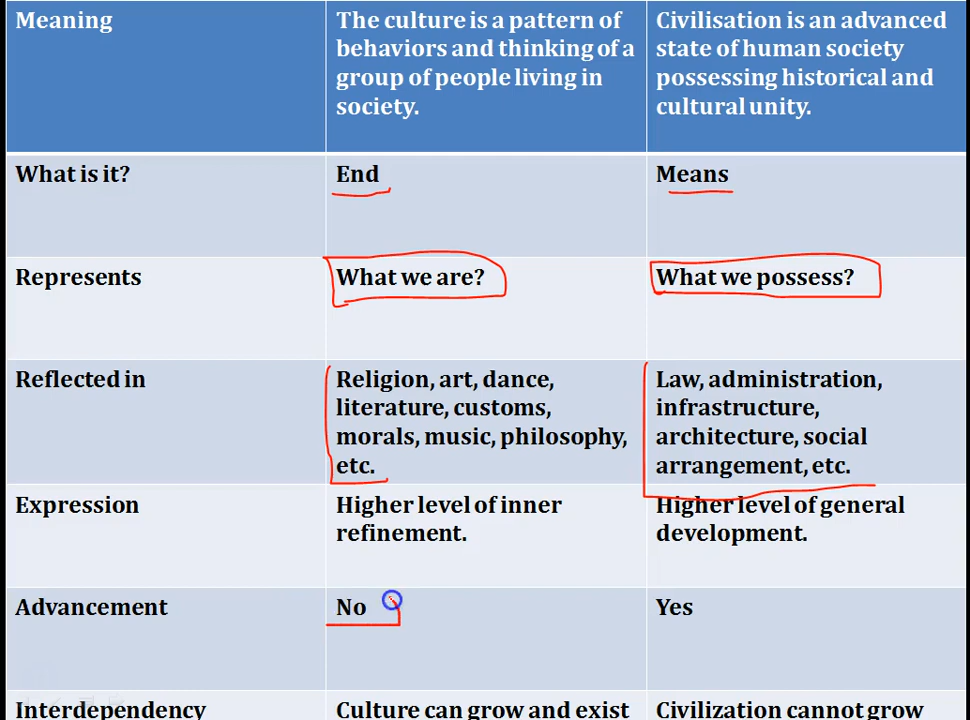 Meaning
The culture is a pattern of
behaviors and thinking of a
group of people living in
society.
Civilisation is an advanced
state of human society
possessing historical and
cultural unity.
What is it?
End
Means
Represents
What we are?
What we possess?
Reflected in
Religion, art, dance,
literature, customs,
morals, music, philosophy,
etc.
Law, administration,
infrastructure,
architecture, social
arrangement, etc.
Expression
Higher level of inner
refinement.
Higher level of general
development.
Advancement
No
Yes
Interdependency
Culture can grow and exist
Civilization cannot grow